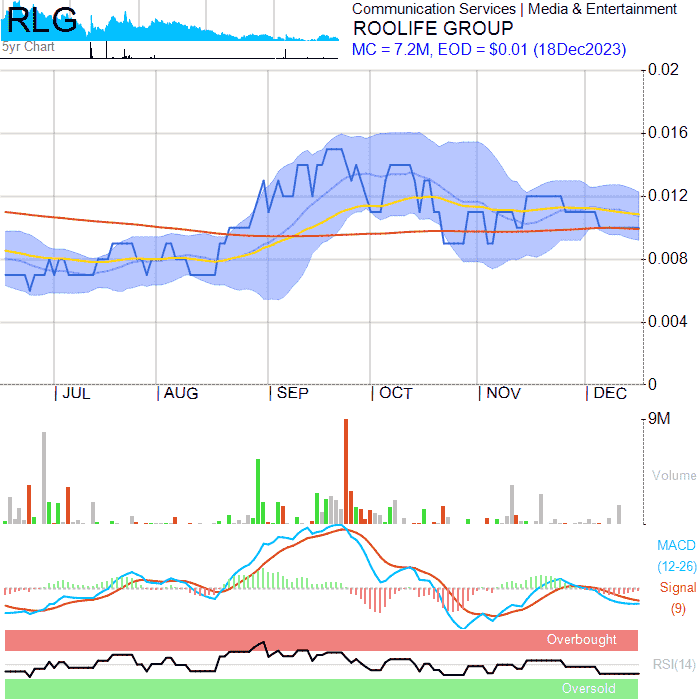 RLG
5yr Chart
Communication Services | Media & Entertainment
ROOLIFE GROUP
MC = 7.2M, EOD = $0.01 (18Dec2023)
0.02
0.016
0.012
0.008
0.004
0
JUL AUG SEP OCT NOV DEC
9M
Volume
MACD
(12-26)
Signal
(9)
Overbought
RSI(14)
Oversold